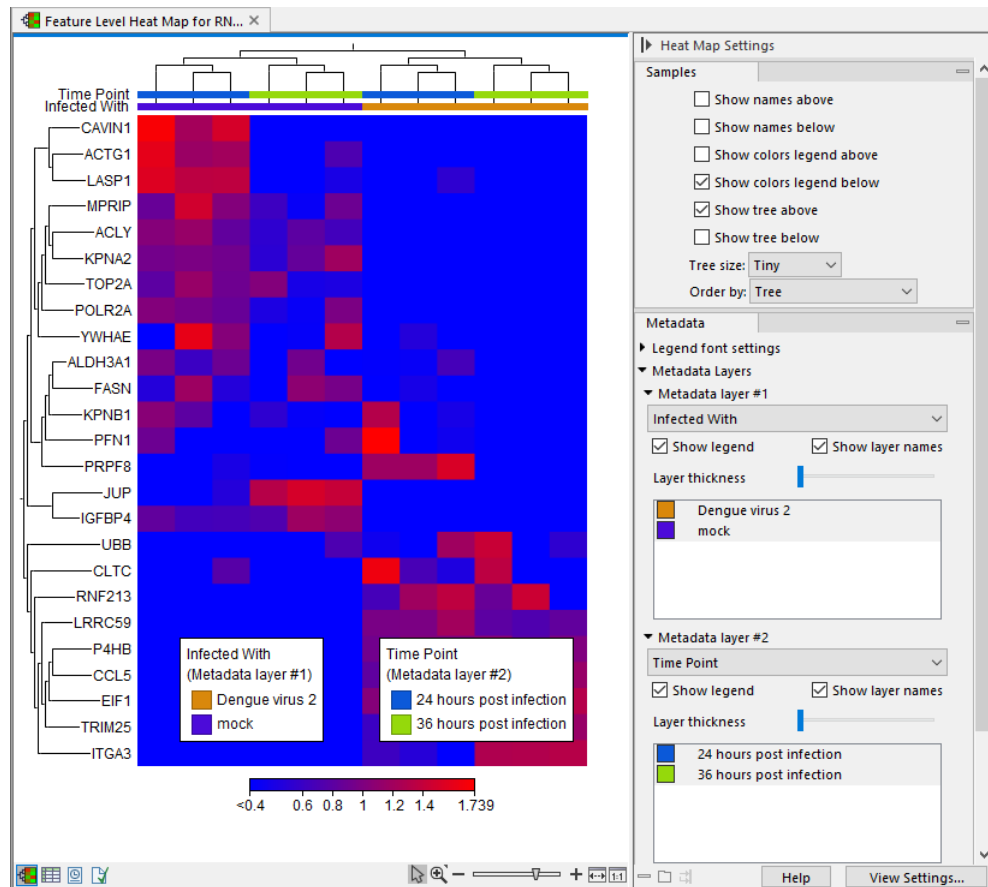 Feature Level Heat Map for RN...
Time Point
Infected With
CAVIN1
ACTG1
LASP1
MPRIP
ACLY
KPNA2
TOP2A
POLR2A
YWHAE
ALDH3A1
FASN
KPNB1
PFN1
PRPF8
JUP
IGFBP4
UBB
CLTC
RNF213
LRRC59
P4HB
CCL5
EIF1
TRIM25
ITGA3
Infected With
(Metadata layer #1)
Dengue virus 2
mock
Time Point
(Metadata layer #2)
24 hours post infection
36 hours post infection
<0.4 0.6 0.8 1 1.2 1.4 1.739
1:1
Heat Map Settings
Samples
Show names above
Show names below
Show colors legend above
Show colors legend below
Show tree above
Show tree below
Tree size: Tiny
Order by: Tree
Metadata
Legend font settings
Metadata Layers
Metadata layer #1
Infected With
Show legend Show layer names
Layer thickness
Dengue virus 2
mock
Metadata layer #2
Time Point
Show legend Show layer names
Layer thickness
24 hours post infection
36 hours post infection
Help View Settings...